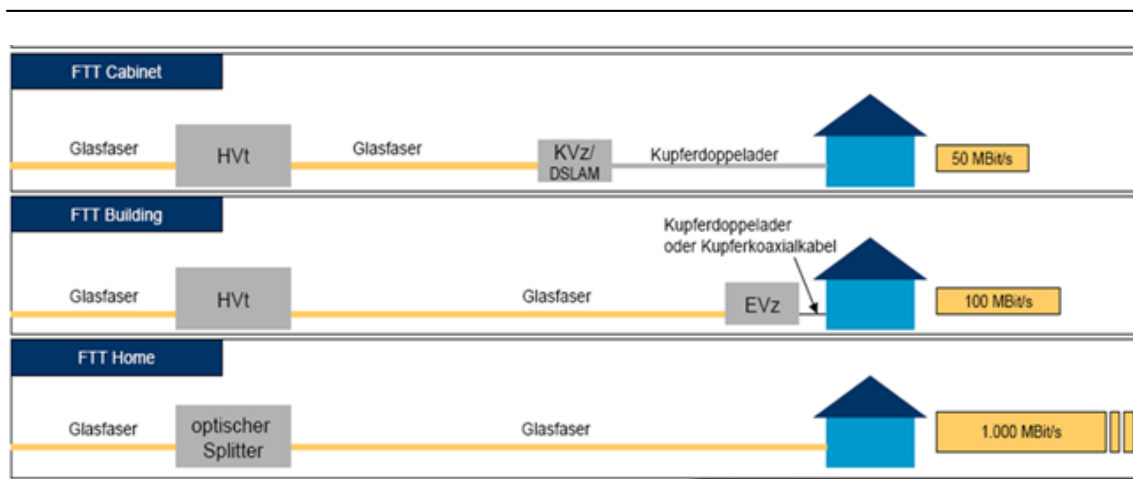 FTT Cabinet
Glasfaser
HVt
Glasfaser
KVz/
DSLAM
Kupferdoppelader
50 MBit/s
FTT Building
Kupferdoppelader
oder Kupferkoaxialkabel
Glasfaser
HVt
Glasfaser
EVz
100 MBit/s
FTT Home
Glasfaser
optischer
Splitter
Glasfaser
1.000 MBit/s